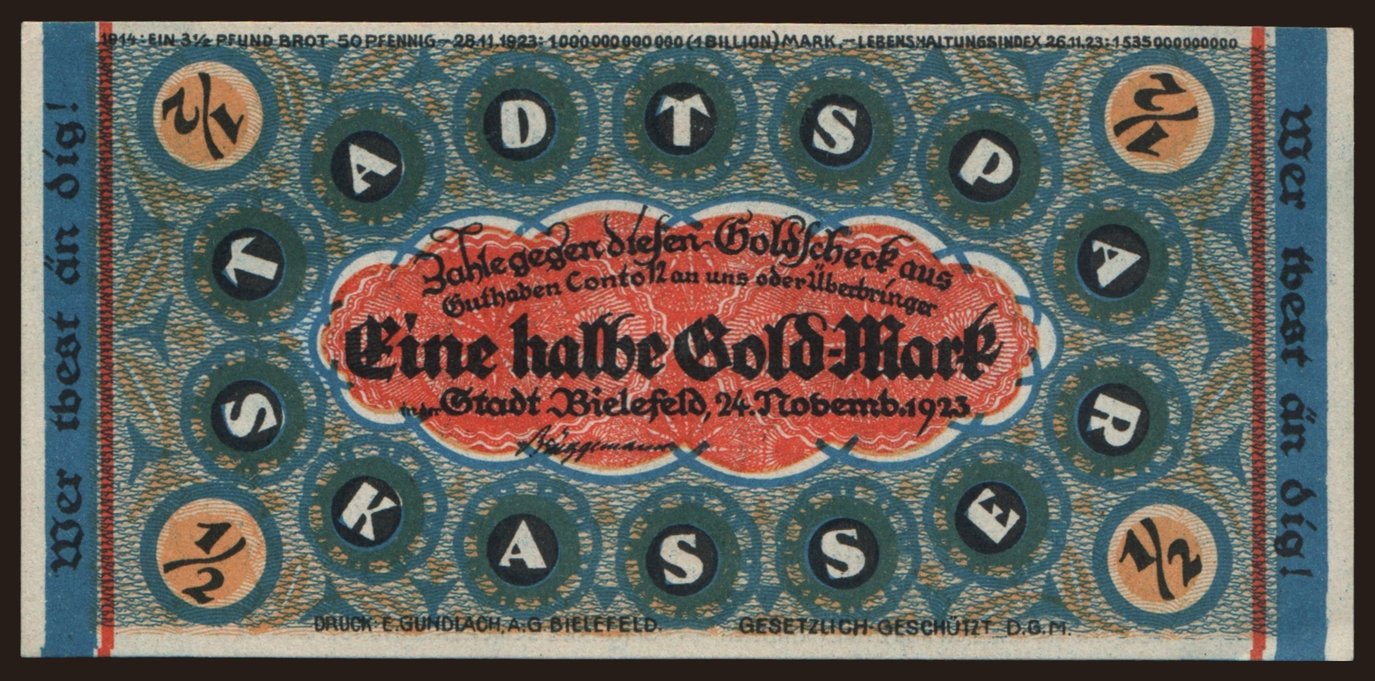 1914: EIN 3½ PFUND BROT 50 PFENNIG - 28.11.1923: 1000000000000 (1 BILLION) MARK. - LEBENSHALTUNGSINDEX 26.11.23: 1535000000000
Wer tbest än dig!
STADTSPARKASSE
1/2
1/2
Zahle gegen diesen Goldscheck aus
Guthaben Conto 12 an uns oder Überbringer
Eine halbe Gold-Mark
in der Stadt Bielefeld, 24. Novemb. 1923
Brüggemann
1/2
1/2
Wer tbest än dig!
DRUCK: E. GUNDLACH, A.G. BIELEFELD. GESETZLICH GESCHÜTZT D.G.M.